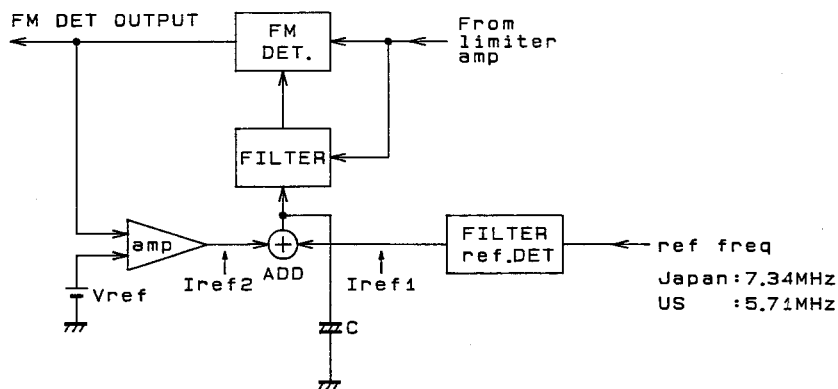 FM DET OUTPUT
FM
DET.
From
limiter
amp
FILTER
amp
FILTER
ref.DET
ref freq
ADD
Vref
Iref2
Iref1
Japan:7.34MHz
US :5.71MHz
C